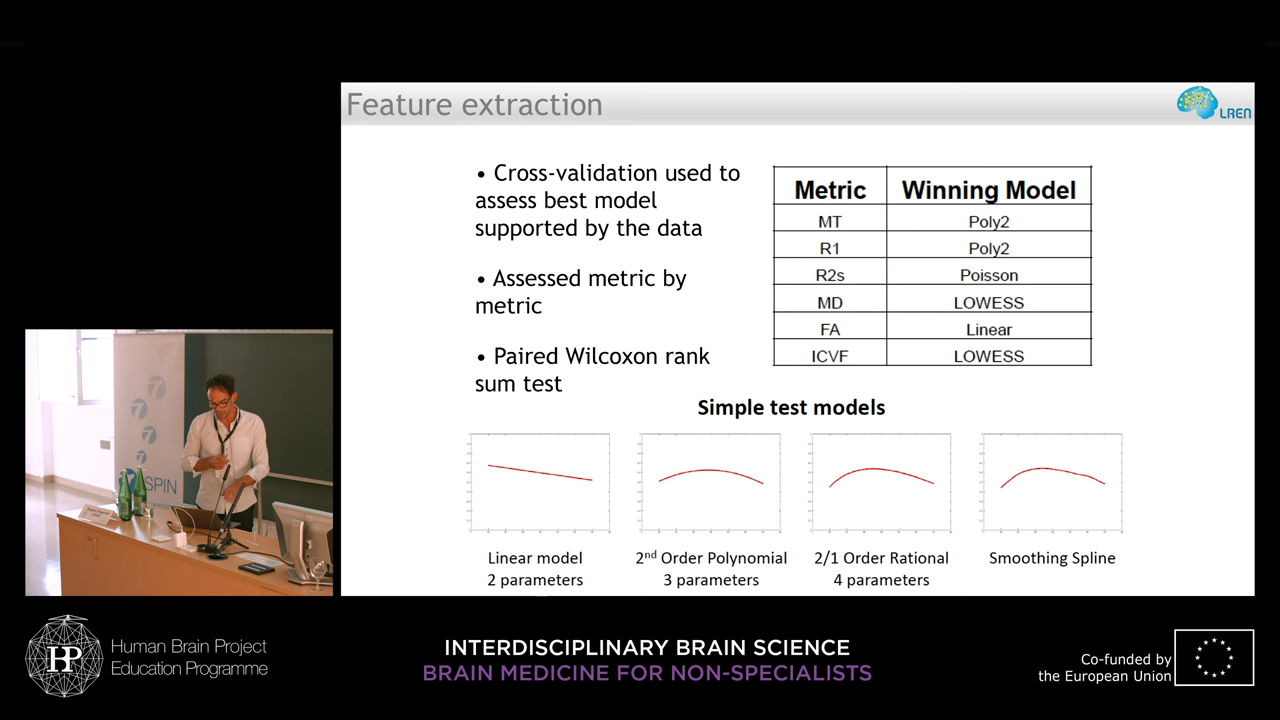 Feature extraction
LREN
• Cross-validation used to
assess best model
supported by the data
• Assessed metric by
metric
• Paired Wilcoxon rank
sum test
Metric Winning Model
MT Poly2
R1 Poly2
R2s Poisson
MD LOWESS
FA Linear
ICVF LOWESS
Simple test models
Linear model
2 parameters
2nd Order Polynomial
3 parameters
2/1 Order Rational
4 parameters
Smoothing Spline
SPIN
HBP
Human Brain Project
Education Programme
INTERDISCIPLINARY BRAIN SCIENCE
BRAIN MEDICINE FOR NON-SPECIALISTS
Co-funded by
the European Union